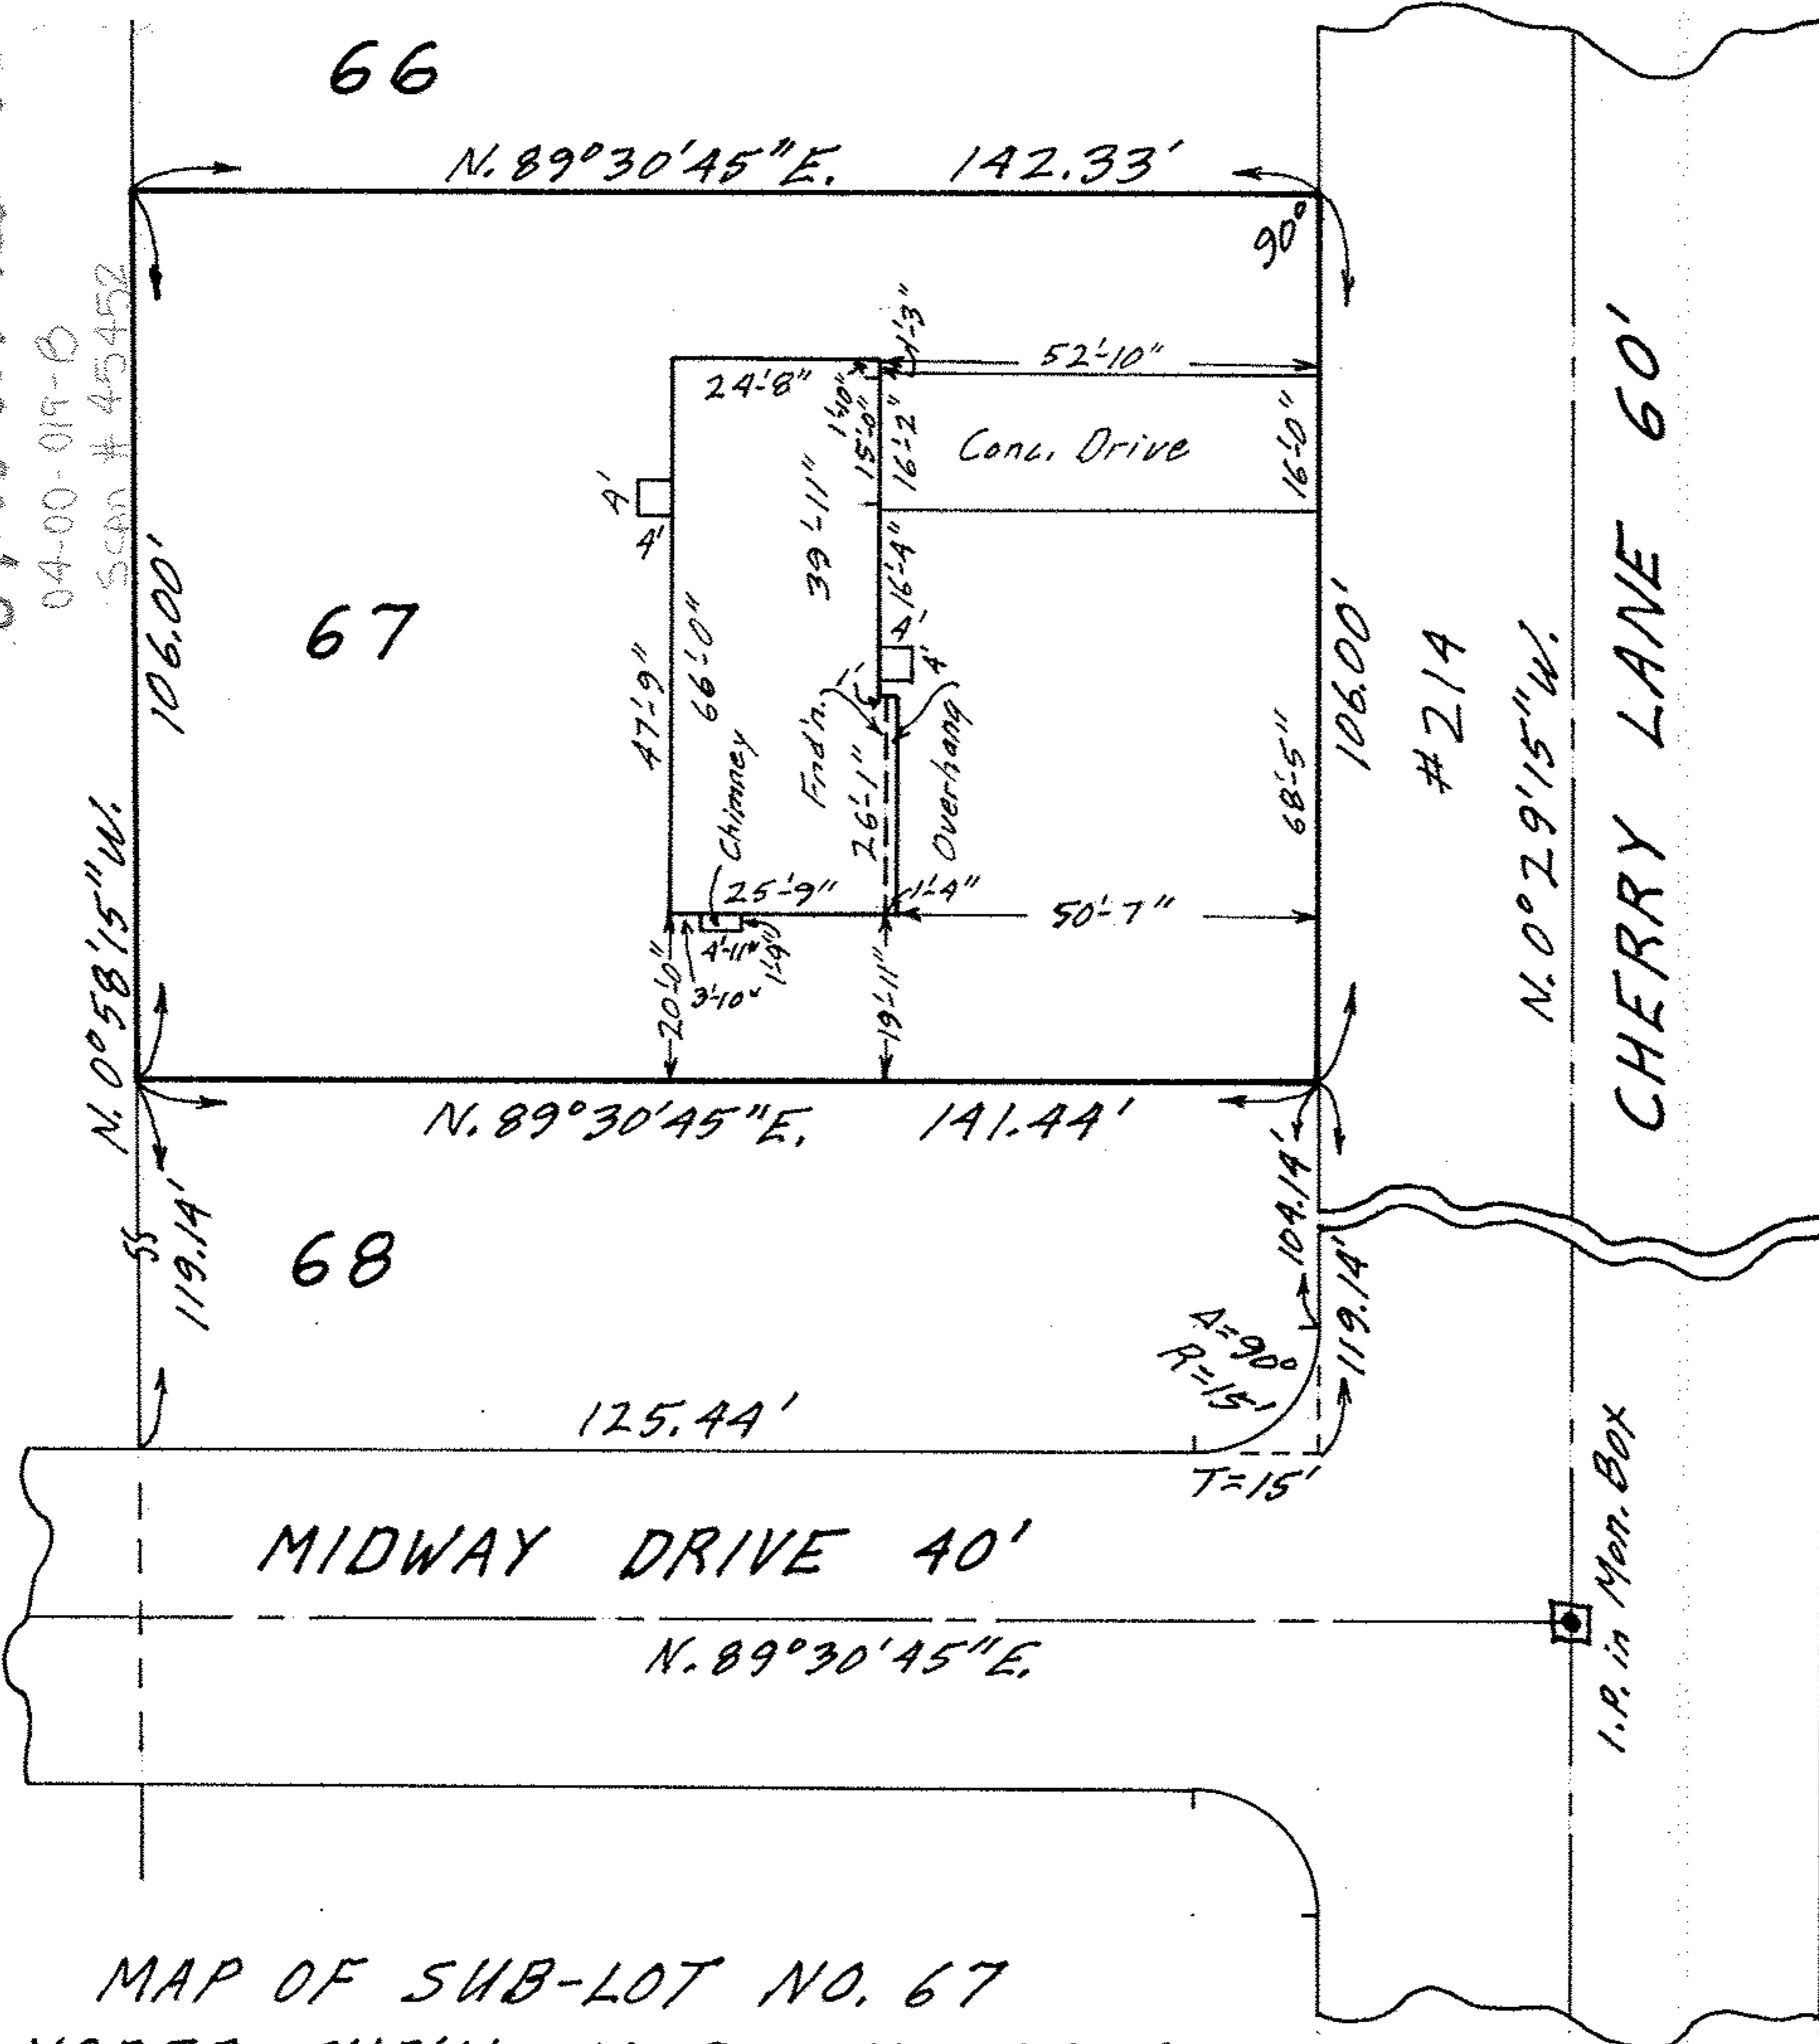 66
N. 89°30'45"E. 142.33'
90°
04-00-019-B
Scan # 45452
106.00'
N. 0°58'15"W.
67
24'-8"
1'-3"
52'-10"
1'-10"
15'-0"
16'-2"
Conc. Drive
16'-0"
4'
4'
39'-11"
16'-4"
4'
4'
47'-9"
66'-0"
Chimney
Fnd'n.
26'-1"
Overhang
68'-5"
106.00'
#214
N. 0°29'15"W.
CHERRY LANE 60'
25'-9"
1'-4"
50'-7"
4'-11"
1'-9"
3'-10"
20'-0"
19'-11"
N. 89°30'45"E. 141.44'
119.14'
68
104.14'
119.14'
Δ=90°
R=15'
125.44'
T=15'
MIDWAY DRIVE 40'
N. 89°30'45"E.
I.P. in Mon. Box
MAP OF SUB-LOT NO. 67